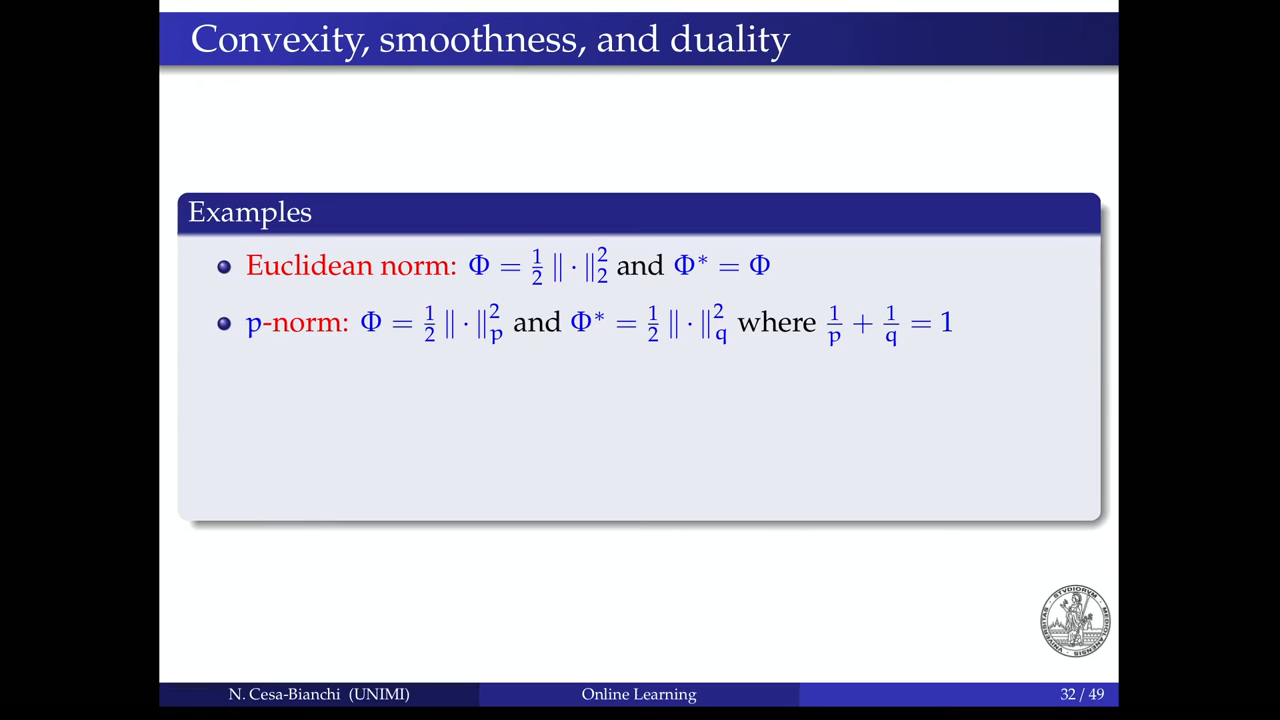 Convexity, smoothness, and duality
Examples
Euclidean norm: Φ = 1/2 ‖ · ‖₂² and Φ* = Φ
p-norm: Φ = 1/2 ‖ · ‖ₚ² and Φ* = 1/2 ‖ · ‖_q² where 1/p + 1/q = 1
N. Cesa-Bianchi (UNIMI)
Online Learning
32 / 49